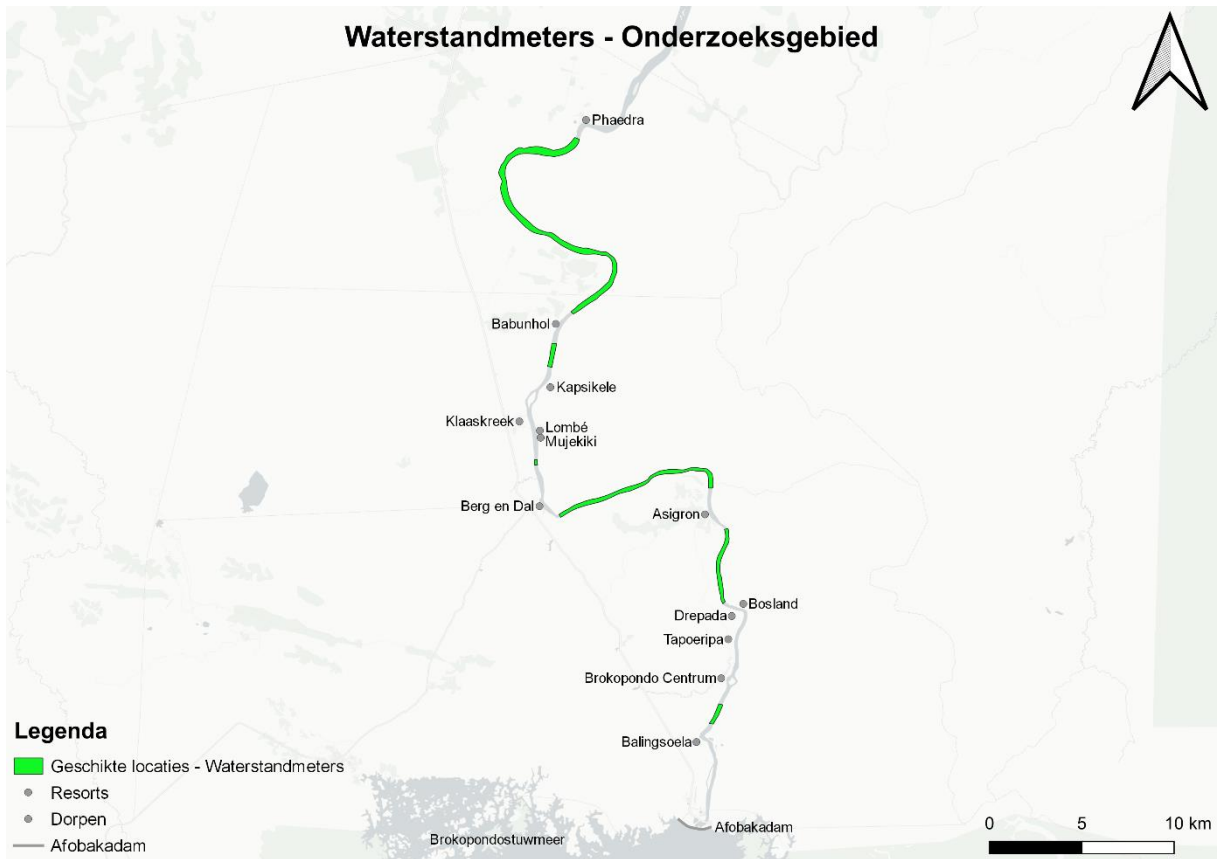 Waterstandmeters - Onderzoeksgebied
Phaedra
Babunhol
Kapsikele
Klaaskreek
Lombé
Mujekiki
Berg en Dal
Asigron
Bosland
Drepada
Tapoeripa
Brokopondo Centrum
Balingsoela
Afobakadam
Brokopondostuwmeer
Legenda
Geschikte locaties - Waterstandmeters
Resorts
Dorpen
Afobakadam
0 5 10 km